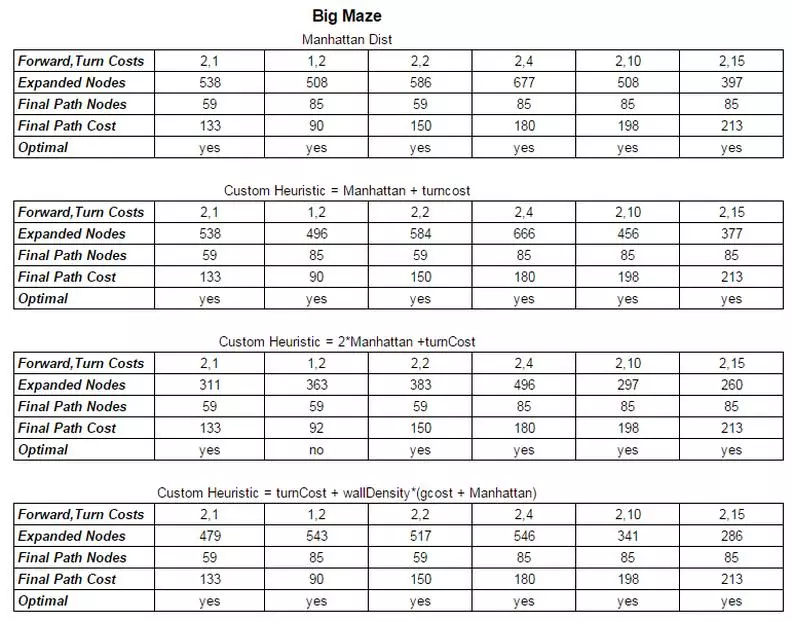 Big Maze
Manhattan Dist
Forward,Turn Costs 2,1 1,2 2,2 2,4 2,10 2,15
Expanded Nodes 538 508 586 677 508 397
Final Path Nodes 59 85 59 85 85 85
Final Path Cost 133 90 150 180 198 213
Optimal yes yes yes yes yes yes
Custom Heuristic = Manhattan + turncost
Forward,Turn Costs 2,1 1,2 2,2 2,4 2,10 2,15
Expanded Nodes 538 496 584 666 456 377
Final Path Nodes 59 85 59 85 85 85
Final Path Cost 133 90 150 180 198 213
Optimal yes yes yes yes yes yes
Custom Heuristic = 2*Manhattan +turnCost
Forward,Turn Costs 2,1 1,2 2,2 2,4 2,10 2,15
Expanded Nodes 311 363 383 496 297 260
Final Path Nodes 59 59 59 85 85 85
Final Path Cost 133 92 150 180 198 213
Optimal yes no yes yes yes yes
Custom Heuristic = turnCost + wallDensity*(gcost + Manhattan)
Forward,Turn Costs 2,1 1,2 2,2 2,4 2,10 2,15
Expanded Nodes 479 543 517 546 341 286
Final Path Nodes 59 85 59 85 85 85
Final Path Cost 133 90 150 180 198 213
Optimal yes yes yes yes yes yes